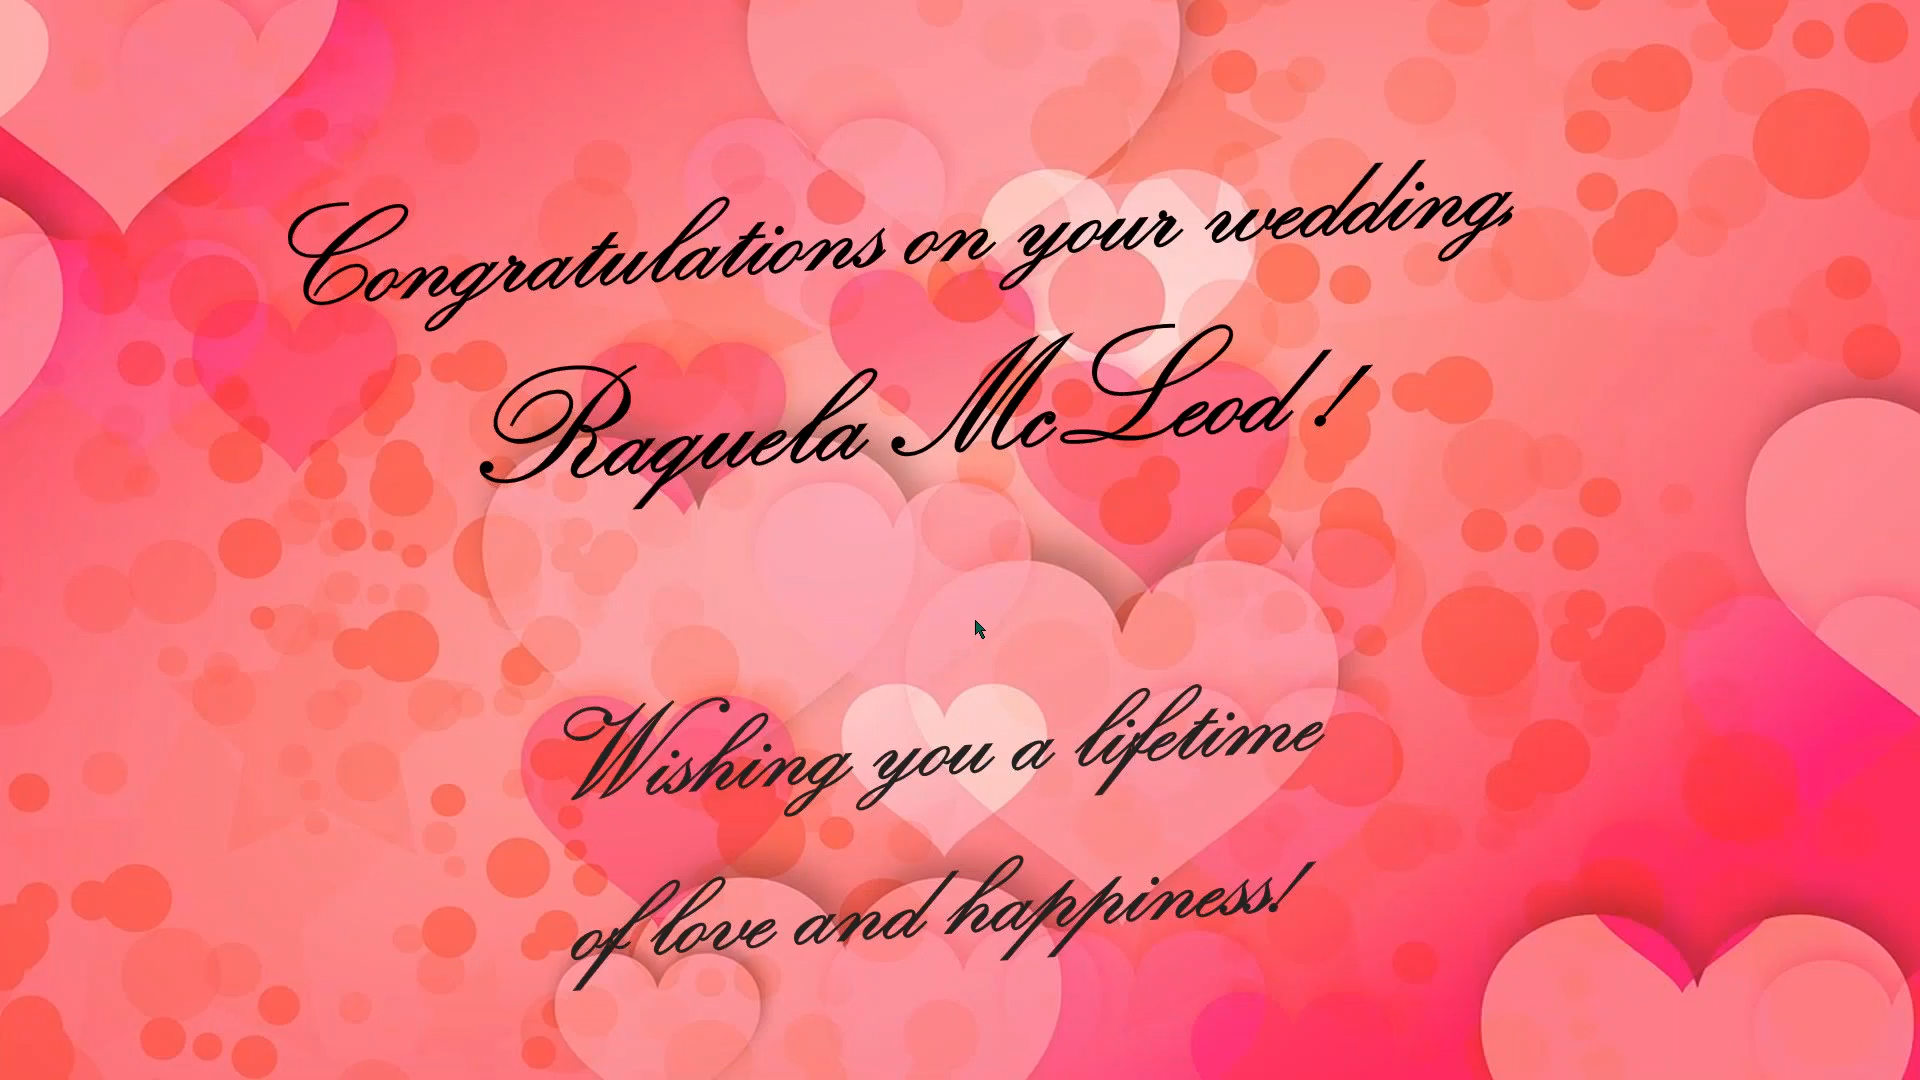 Congratulations on your wedding,
Raquela McLeod !
Wishing you a lifetime
of love and happiness!